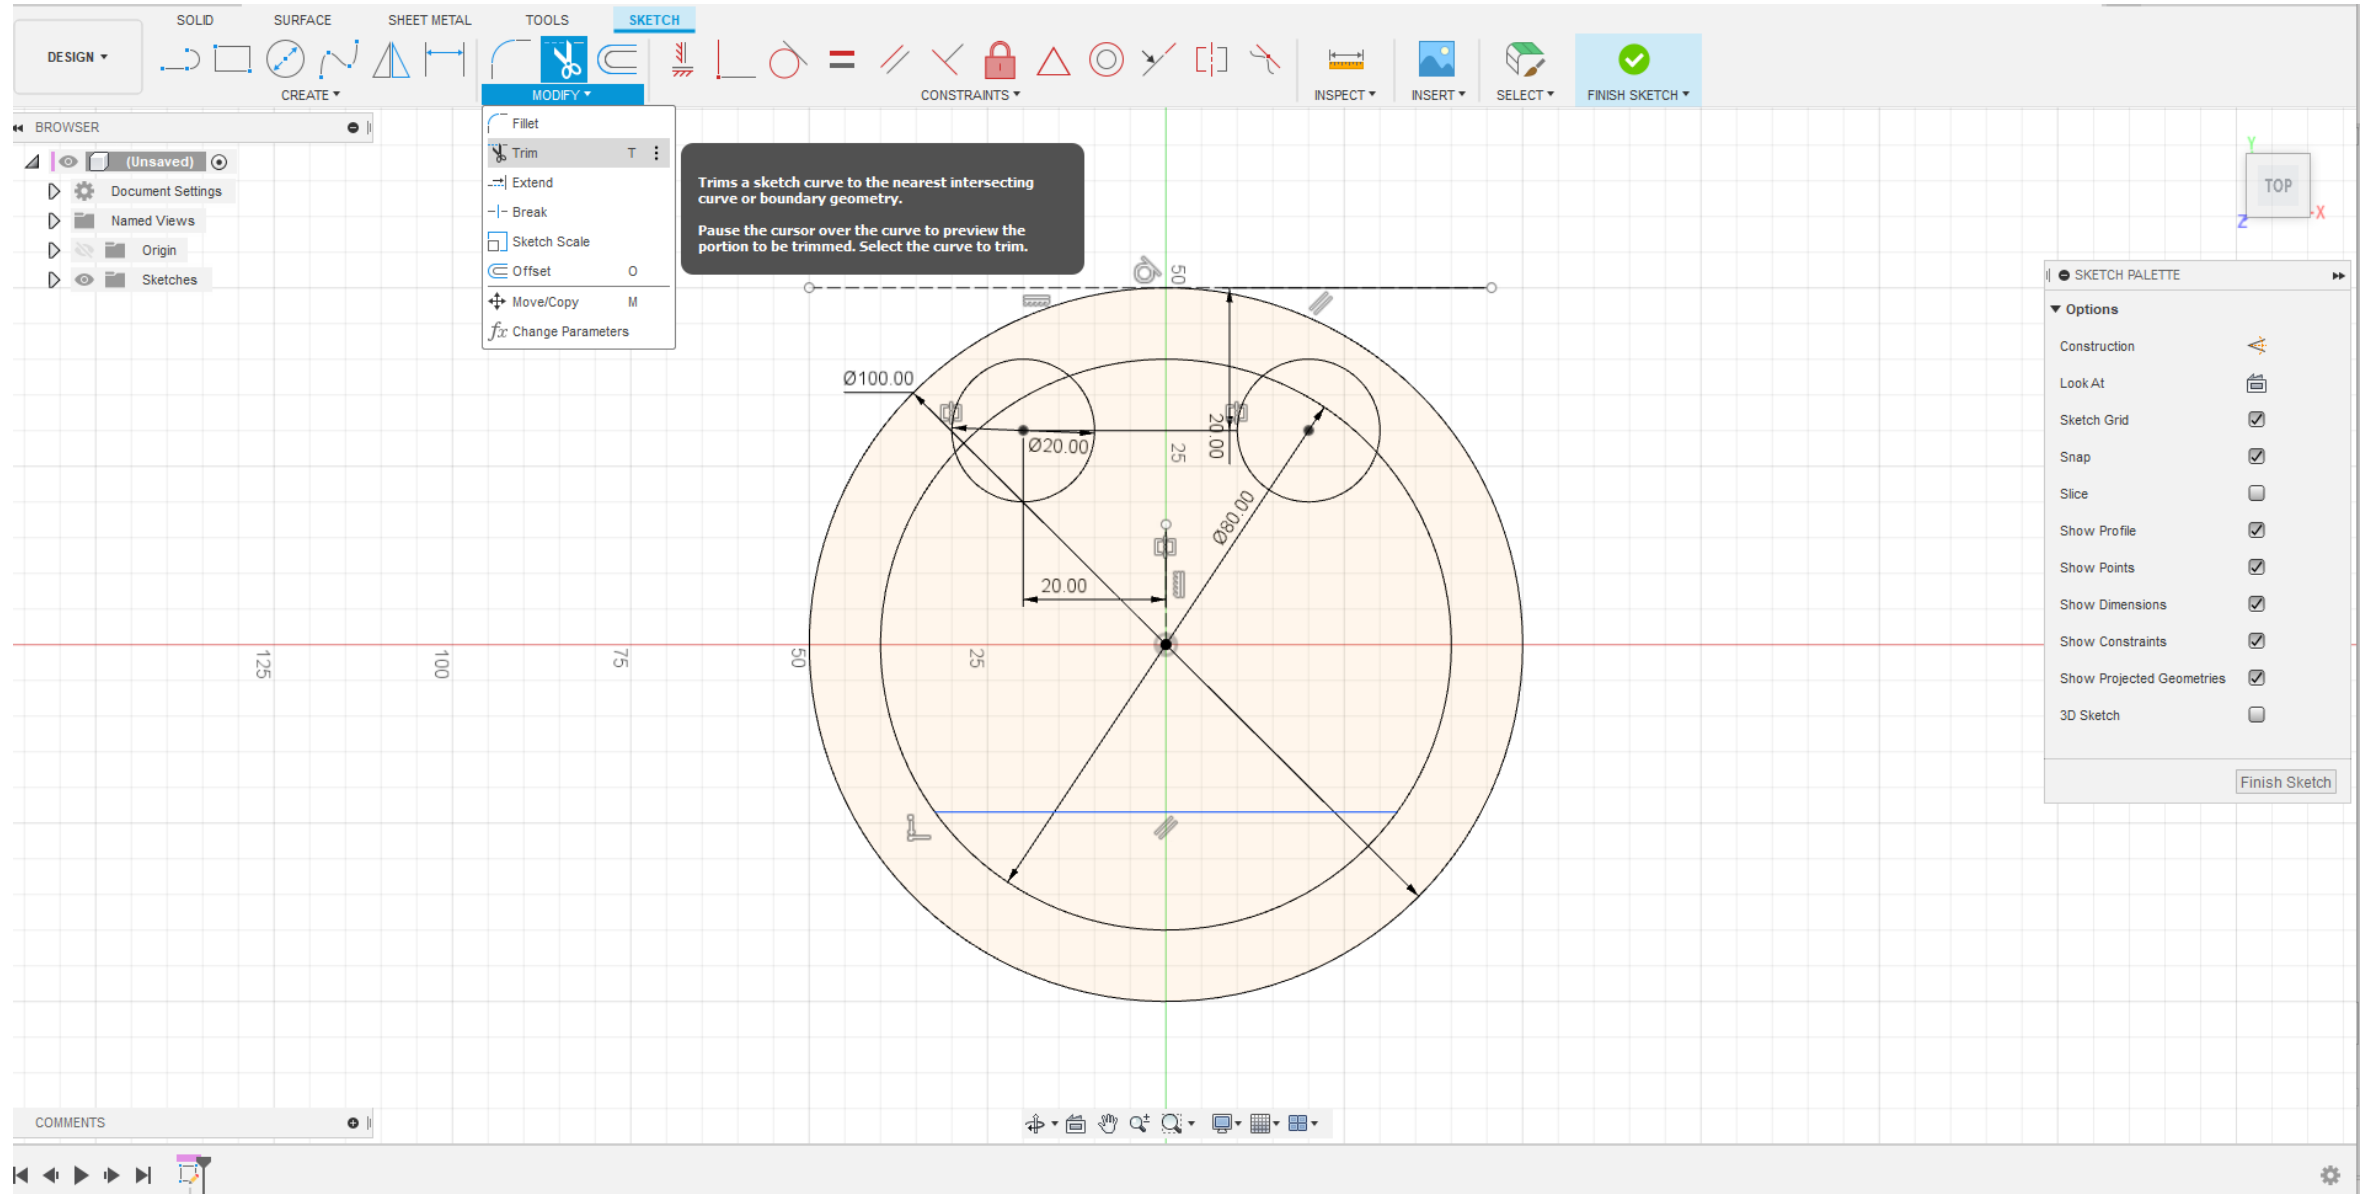 SOLID SURFACE SHEET METAL TOOLS SKETCH
DESIGN
CREATE MODIFY CONSTRAINTS INSPECT INSERT SELECT FINISH SKETCH
BROWSER
(Unsaved)
Document Settings
Named Views
Origin
Sketches
Fillet
Trim T
Extend
Break
Sketch Scale
Offset O
Move/Copy M
fx Change Parameters
Trims a sketch curve to the nearest intersecting
curve or boundary geometry.
Pause the cursor over the curve to preview the
portion to be trimmed. Select the curve to trim.
Y
TOP
X
Z
50
Ø100.00
Ø20.00
20.00
25
Ø80.00
20.00
125
100
75
50
25
SKETCH PALETTE
Options
Construction
Look At
Sketch Grid
Snap
Slice
Show Profile
Show Points
Show Dimensions
Show Constraints
Show Projected Geometries
3D Sketch
Finish Sketch
COMMENTS